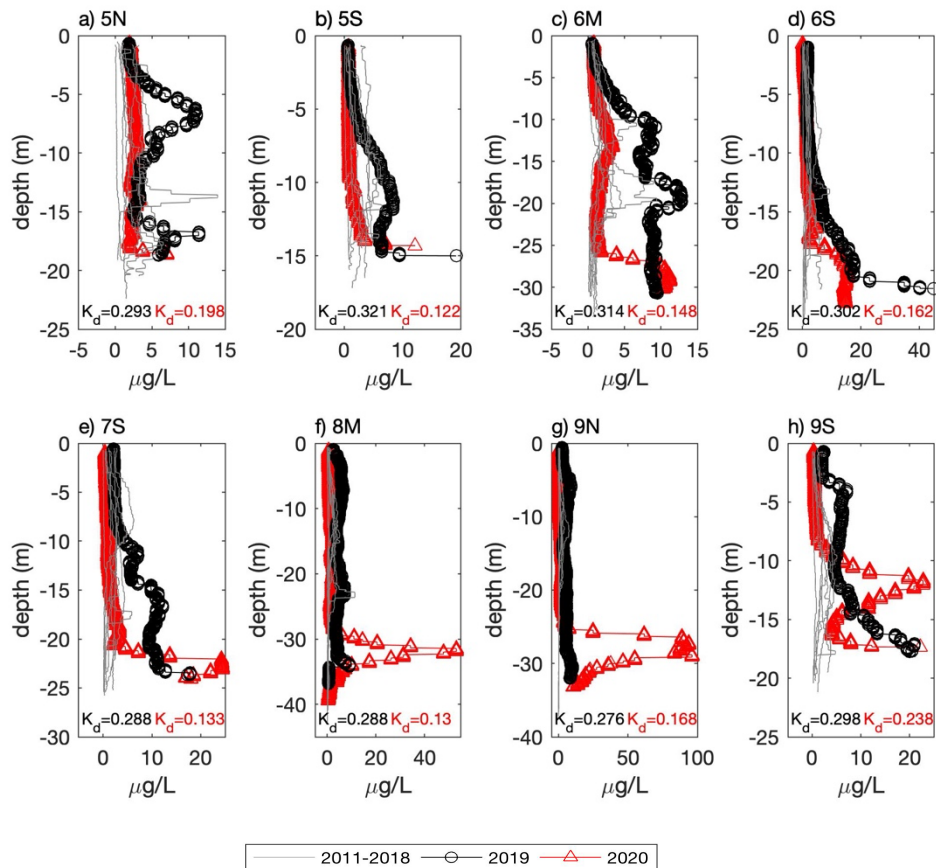 a) 5N
b) 5S
c) 6M
d) 6S
0
-5
-10
-15
-20
-25
depth (m)
-5 0 5 10 15
μg/L
K_d=0.293 K_d=0.198
0
-5
-10
-15
-20
depth (m)
0 5 10 15 20
μg/L
K_d=0.321 K_d=0.122
0
-5
-10
-15
-20
-25
-30
-35
depth (m)
-5 0 5 10 15
μg/L
K_d=0.314 K_d=0.148
0
-5
-10
-15
-20
-25
depth (m)
0 20 40
μg/L
K_d=0.302 K_d=0.162
e) 7S
f) 8M
g) 9N
h) 9S
0
-5
-10
-15
-20
-25
-30
depth (m)
0 10 20
μg/L
K_d=0.288 K_d=0.133
0
-10
-20
-30
-40
depth (m)
0 20 40
μg/L
K_d=0.288 K_d=0.13
0
-10
-20
-30
-40
depth (m)
0 50 100
μg/L
K_d=0.276 K_d=0.168
0
-5
-10
-15
-20
-25
depth (m)
0 10 20
μg/L
K_d=0.298 K_d=0.238
2011-2018 2019 2020